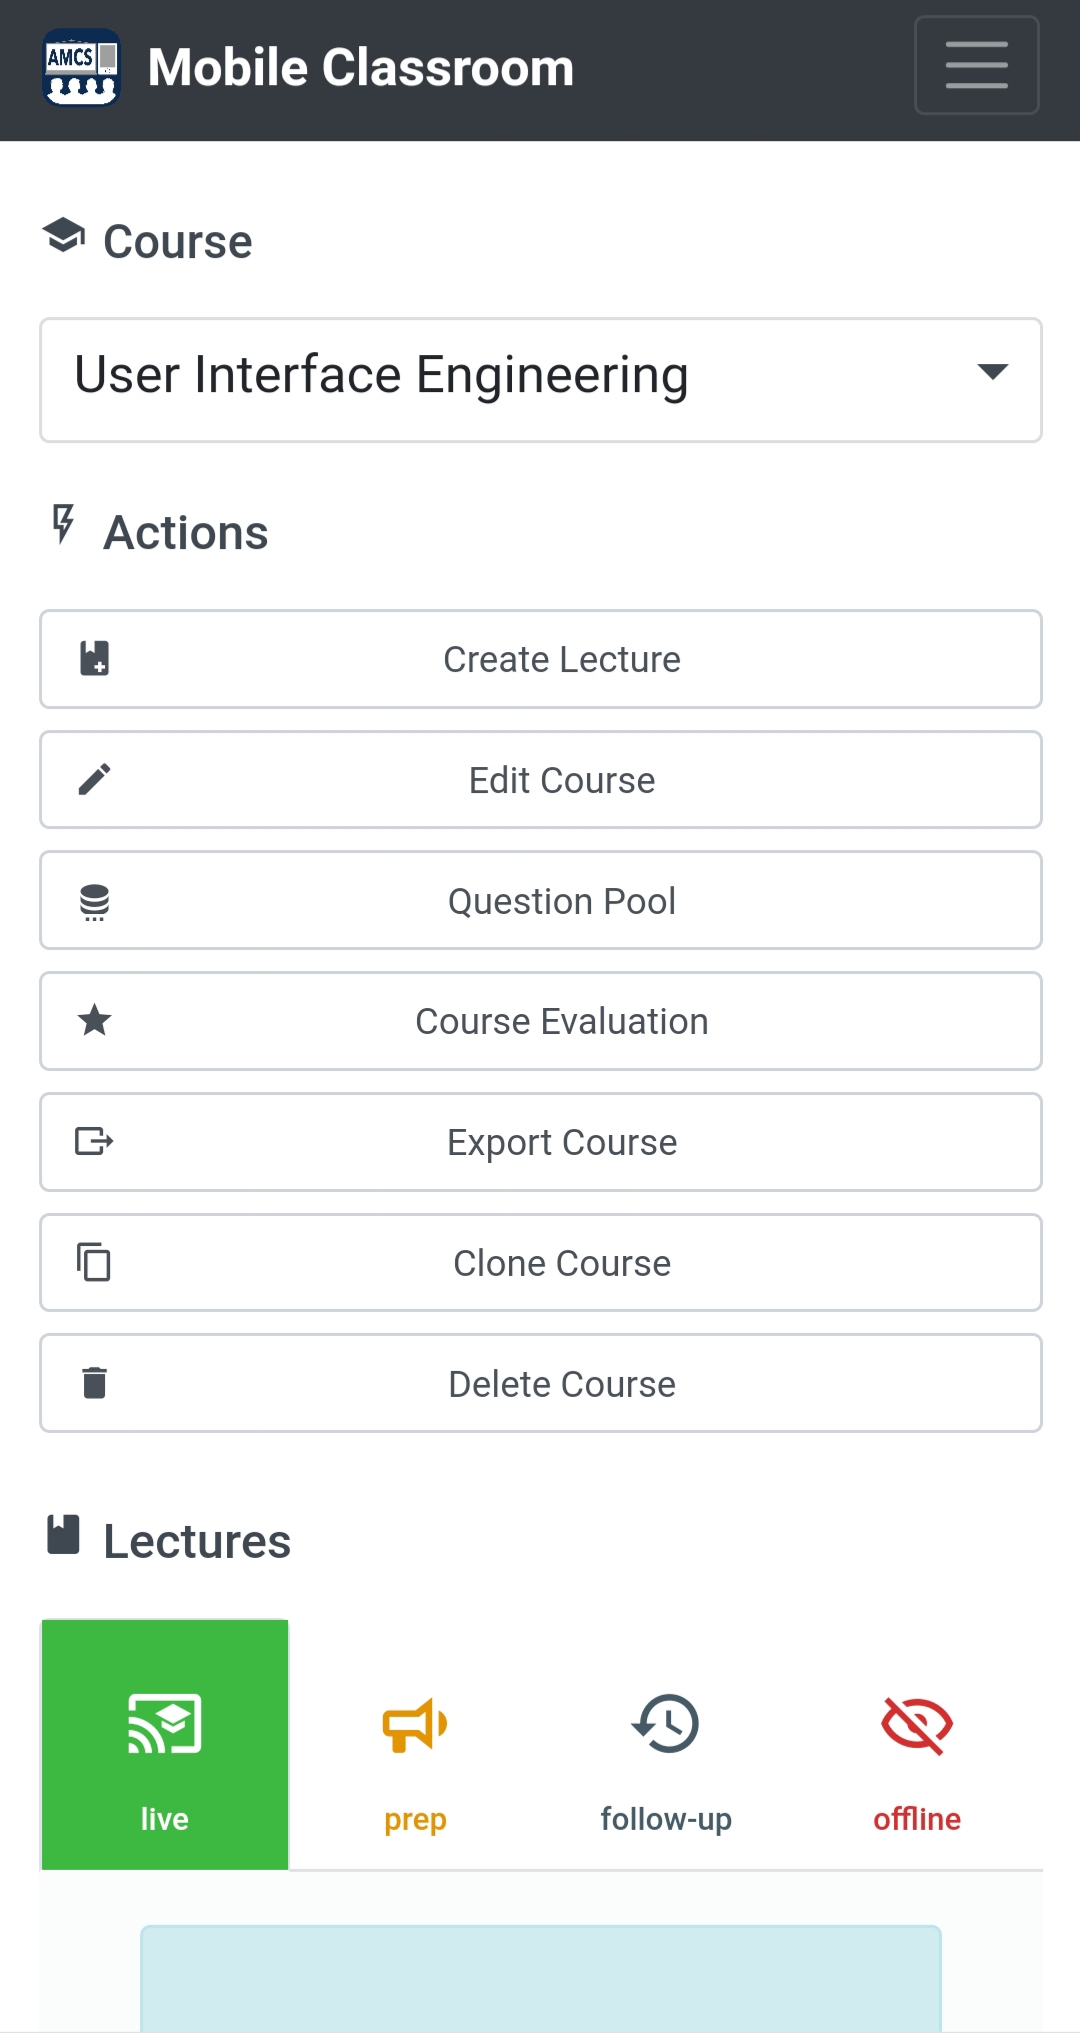 AMCS
Mobile Classroom
Course
User Interface Engineering
Actions
Create Lecture
Edit Course
Question Pool
Course Evaluation
Export Course
Clone Course
Delete Course
Lectures
live
prep
follow-up
offline